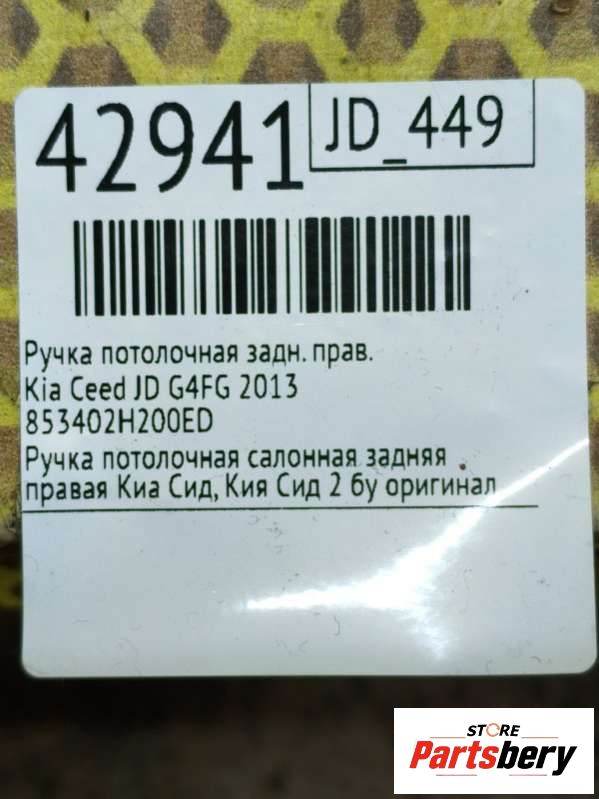 42941
JD_449
Ручка потолочная задн. прав.
Kia Ceed JD G4FG 2013
853402H200ED
Ручка потолочная салонная задняя
правая Киа Сид, Кия Сид 2 бу оригинал
STORE
Partsbery